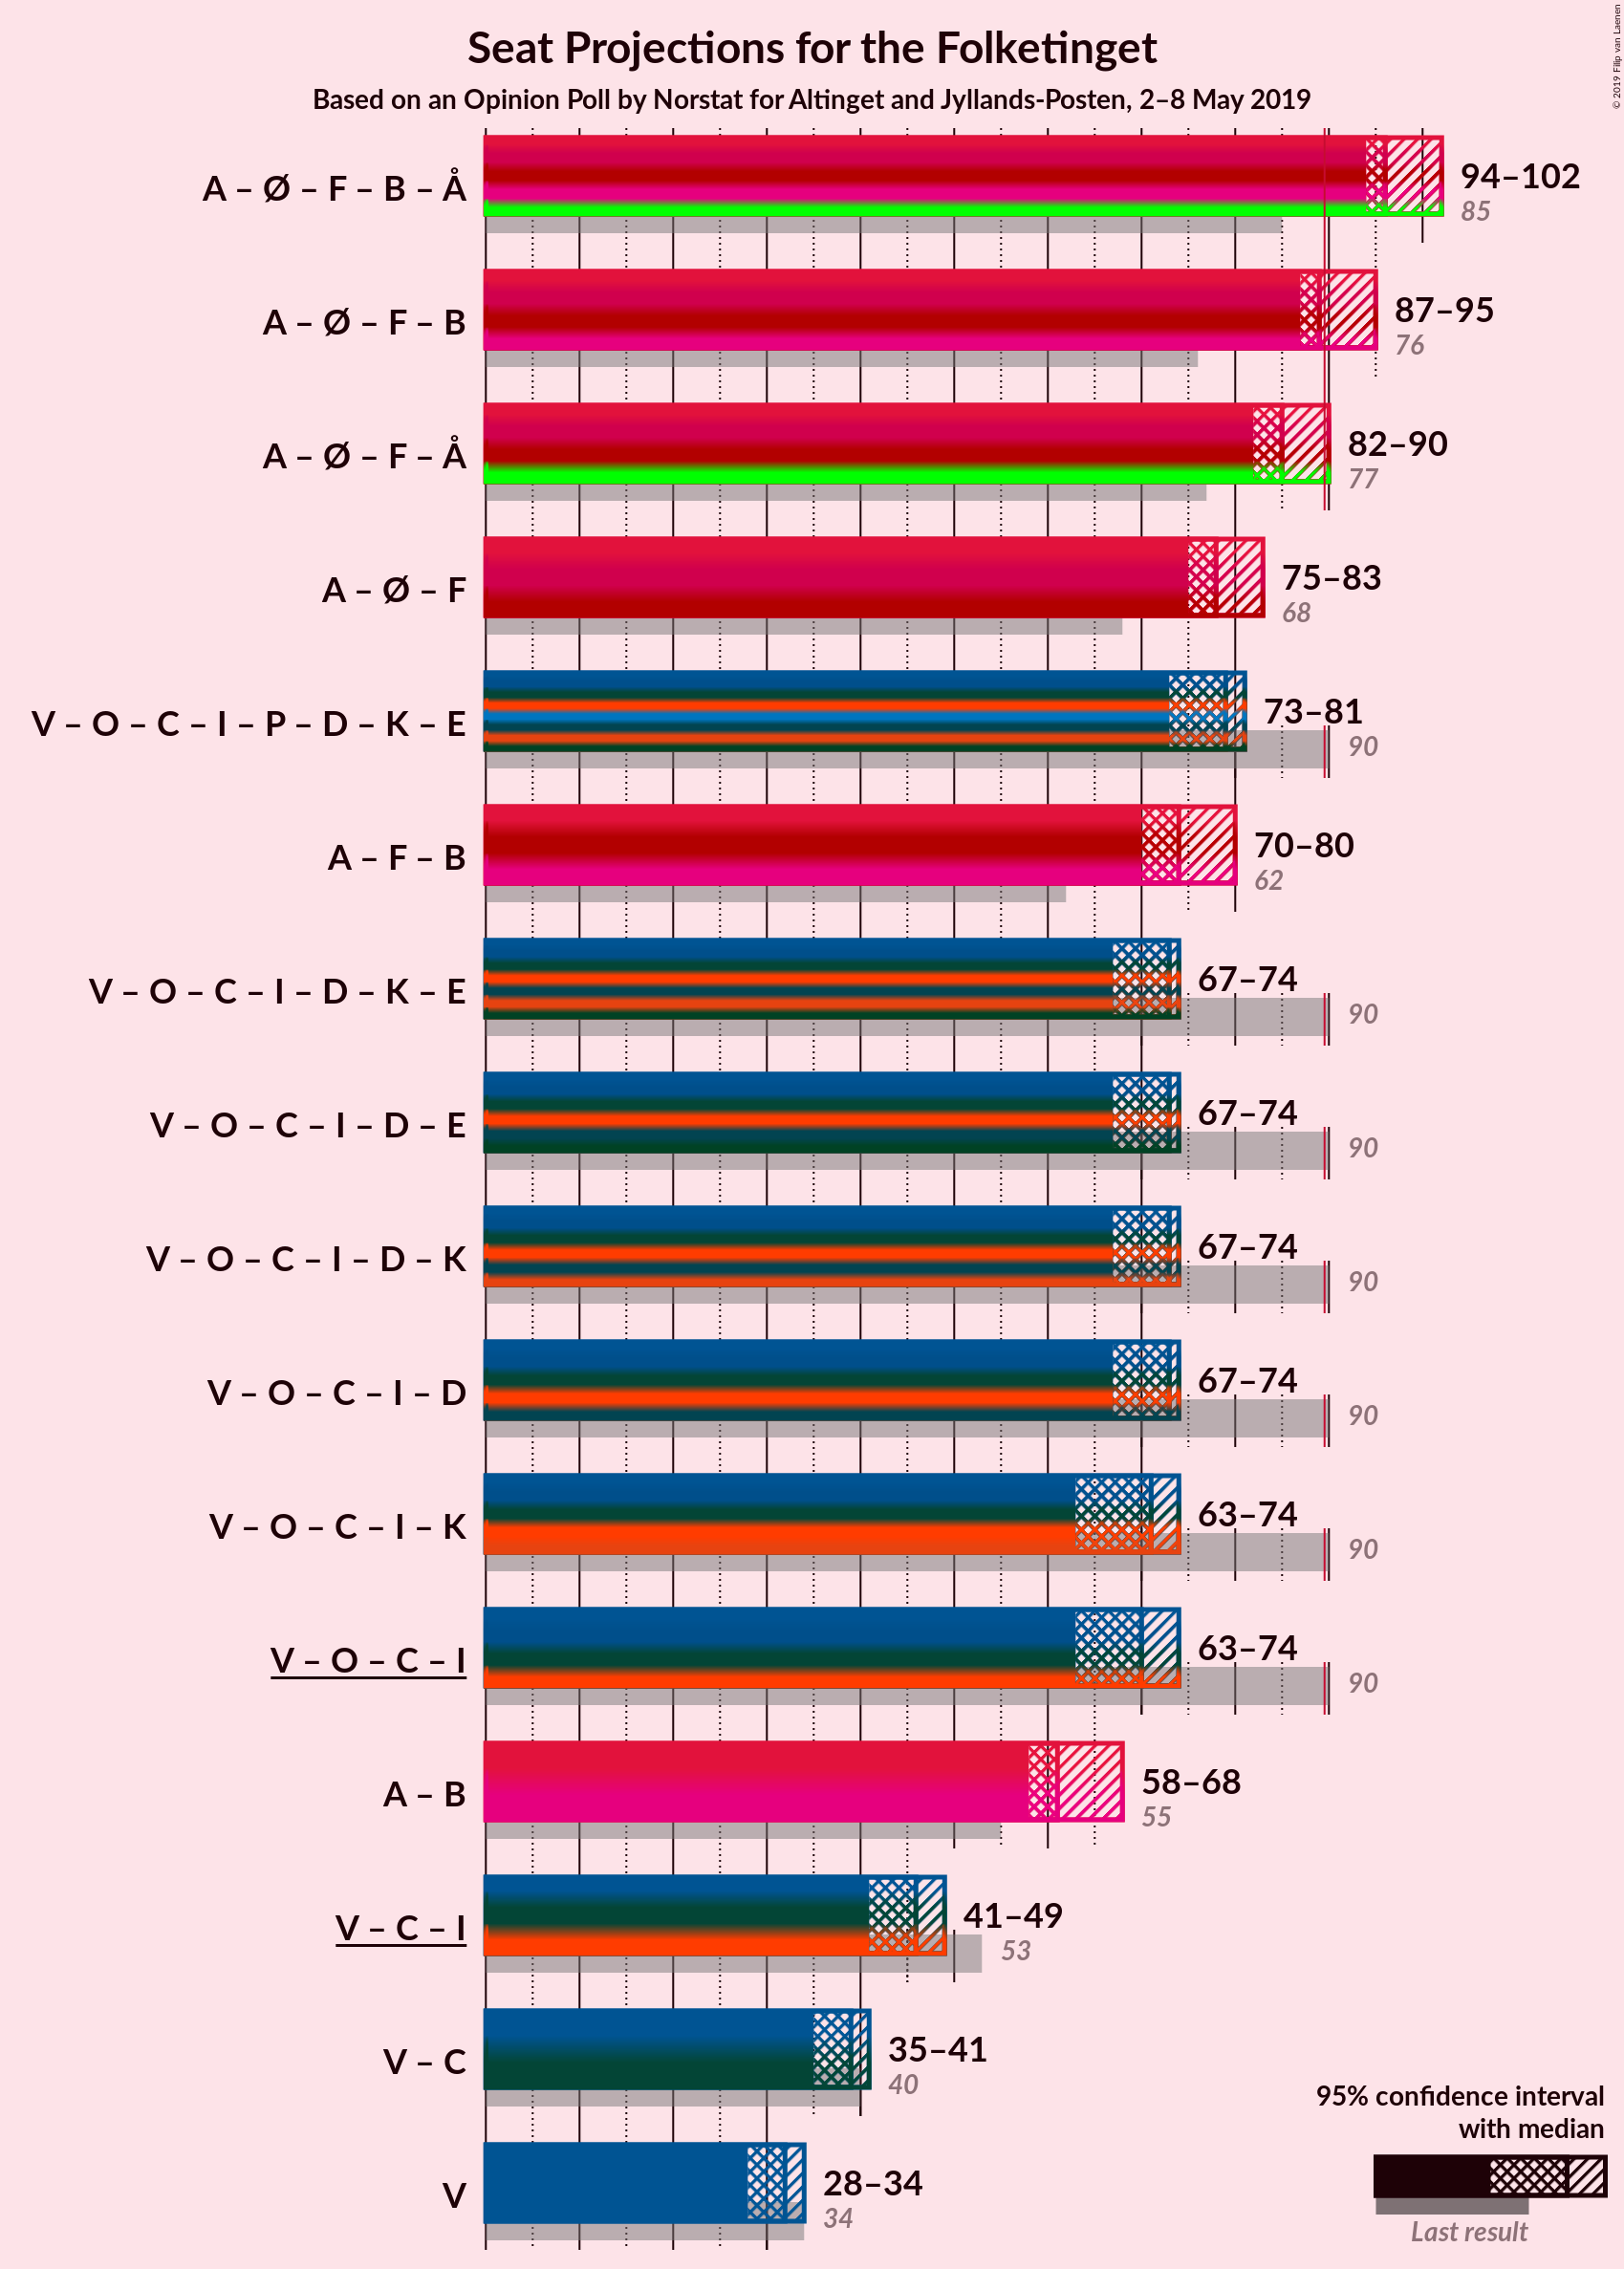 Seat Projections for the Folketinget
Based on an Opinion Poll by Norstat for Altinget and Jyllands-Posten, 2–8 May 2019
© 2019 Filip van Laenen
A – Ø – F – B – Å
94–102
85
A – Ø – F – B
87–95
76
A – Ø – F – Å
82–90
77
A – Ø – F
75–83
68
V – O – C – I – P – D – K – E
73–81
90
A – F – B
70–80
62
V – O – C – I – D – K – E
67–74
90
V – O – C – I – D – E
67–74
90
V – O – C – I – D – K
67–74
90
V – O – C – I – D
67–74
90
V – O – C – I – K
63–74
90
V – O – C – I
63–74
90
A – B
58–68
55
V – C – I
41–49
53
V – C
35–41
40
V
28–34
34
95% confidence interval
with median
Last result